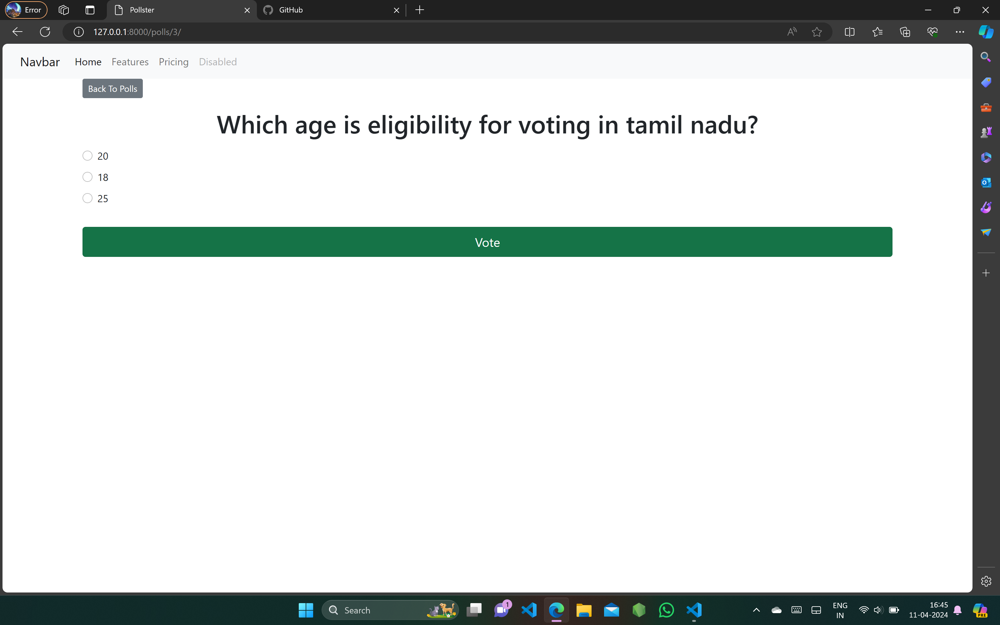 Error
Pollster
GitHub
127.0.0.1:8000/polls/3/
Navbar Home Features Pricing Disabled
Back To Polls
Which age is eligibility for voting in tamil nadu?
20
18
25
Vote
Search
1
ENG
IN
16:45
11-04-2024
PRE